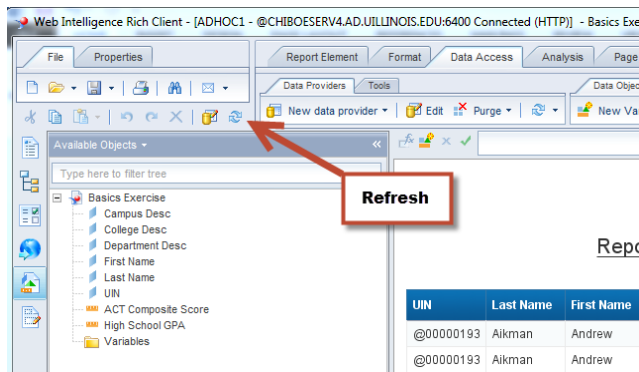 Web Intelligence Rich Client - [ADHOC1 - @CHIBOESERV4.AD.UILLINOIS.EDU:6400 Connected (HTTP)] - Basics Exe
File Properties Report Element Format Data Access Analysis Page
Data Providers Tools Data Objec
New data provider Edit Purge New Va
Available Objects
Type here to filter tree
Basics Exercise
Campus Desc
College Desc
Department Desc
First Name
Last Name
UIN
ACT Composite Score
High School GPA
Variables
Refresh
Repo
UIN Last Name First Name
@00000193 Aikman Andrew
@00000193 Aikman Andrew